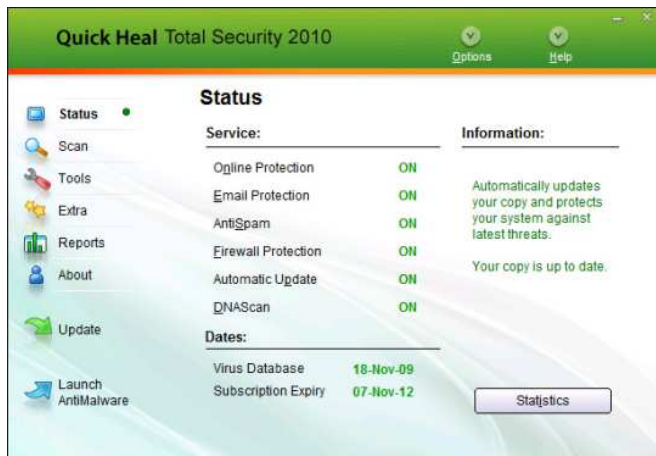 Quick Heal Total Security 2010
Options
Help
Status
Scan
Tools
Extra
Reports
About
Update
Launch
AntiMalware
Status
Service:
Online Protection ON
Email Protection ON
AntiSpam ON
Firewall Protection ON
Automatic Update ON
DNAScan ON
Dates:
Virus Database 18-Nov-09
Subscription Expiry 07-Nov-12
Information:
Automatically updates
your copy and protects
your system against
latest threats.
Your copy is up to date.
Statistics